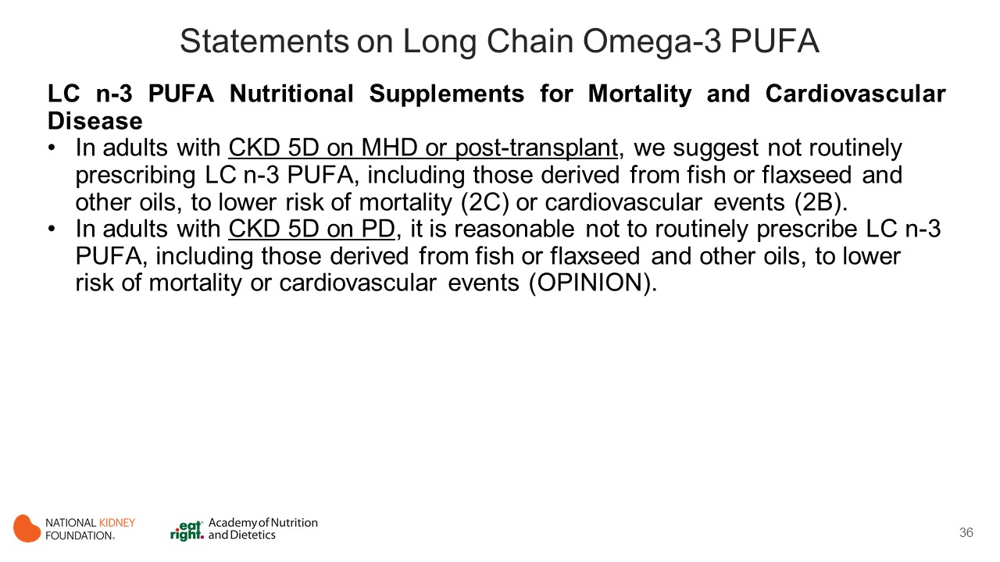 Statements on Long Chain Omega-3 PUFA
LC n-3 PUFA Nutritional Supplements for Mortality and Cardiovascular
Disease
• In adults with CKD 5D on MHD or post-transplant, we suggest not routinely
prescribing LC n-3 PUFA, including those derived from fish or flaxseed and
other oils, to lower risk of mortality (2C) or cardiovascular events (2B).
• In adults with CKD 5D on PD, it is reasonable not to routinely prescribe LC n-3
PUFA, including those derived from fish or flaxseed and other oils, to lower
risk of mortality or cardiovascular events (OPINION).
NATIONAL KIDNEY
FOUNDATION®
eat
right.
Academy of Nutrition
and Dietetics
36